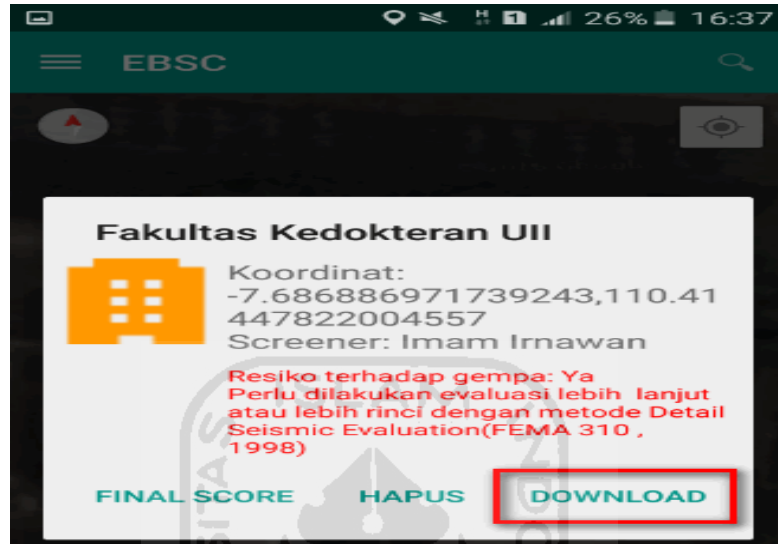 H 1 26% 16:37
EBSC
Fakultas Kedokteran UII
Koordinat:
-7.686886971739243,110.41
447822004557
Screener: Imam Irnawan
Resiko terhadap gempa: Ya
Perlu dilakukan evaluasi lebih lanjut
atau lebih rinci dengan metode Detail
Seismic Evaluation(FEMA 310 ,
1998)
FINAL SCORE HAPUS DOWNLOAD